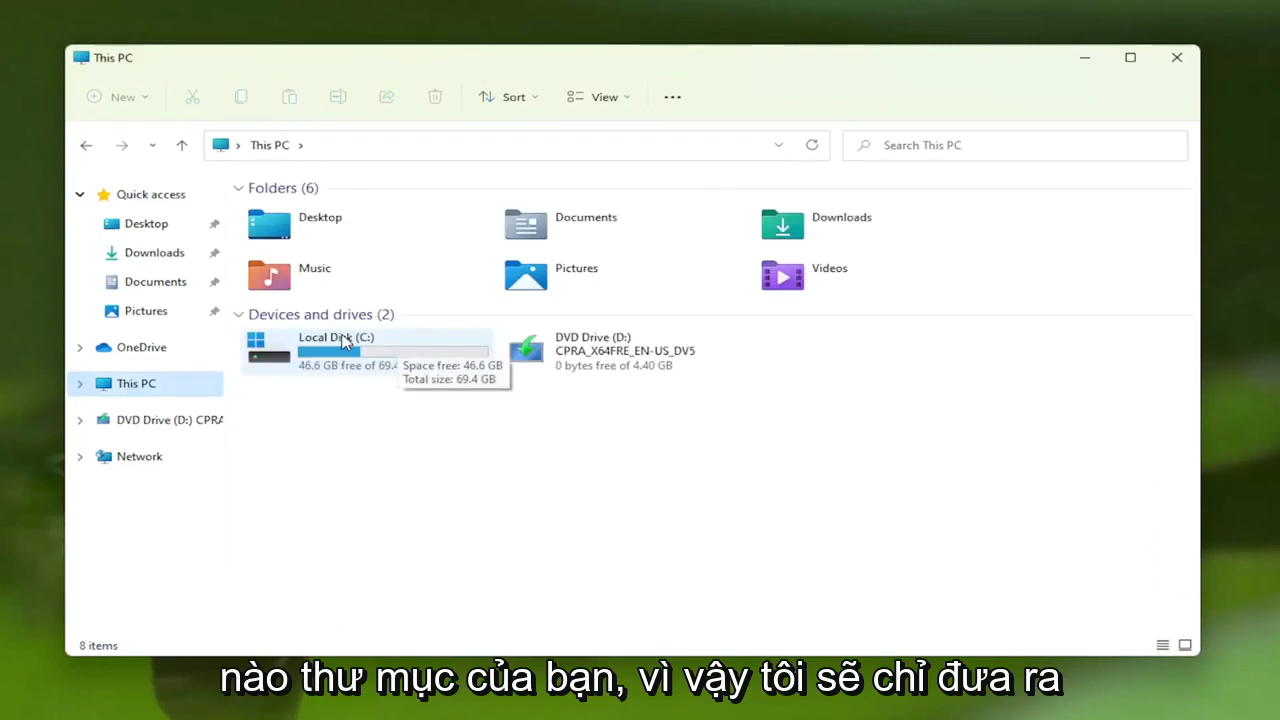 This PC
New
Sort
View
This PC
Search This PC
Quick access
Desktop
Downloads
Documents
Pictures
OneDrive
This PC
DVD Drive (D:) CPRA
Network
Folders (6)
Desktop
Documents
Downloads
Music
Pictures
Videos
Devices and drives (2)
Local Disk (C:)
46.6 GB free of 69.4
Space free: 46.6 GB
Total size: 69.4 GB
DVD Drive (D:)
CPRA_X64FRE_EN-US_DV5
0 bytes free of 4.40 GB
8 items
nào thư mục của bạn, vì vậy tôi sẽ chỉ đưa ra